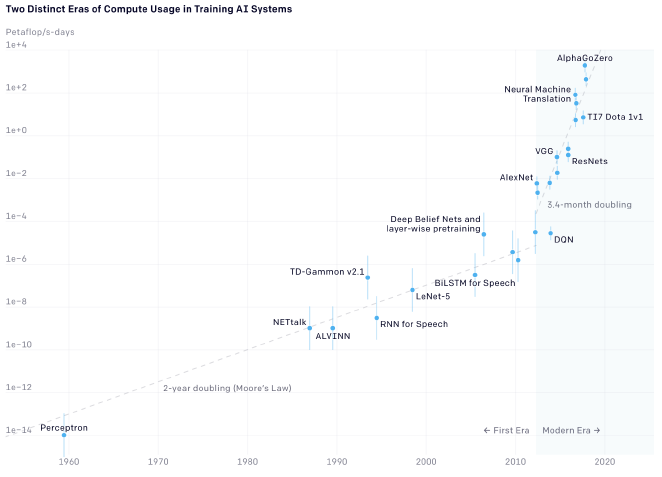 Two Distinct Eras of Compute Usage in Training AI Systems
Petaflop/s-days
1e+4
AlphaGoZero
1e+2
Neural Machine
Translation
TI7 Dota 1v1
1e+0
VGG
ResNets
1e-2
AlexNet
3.4-month doubling
1e-4
Deep Belief Nets and
layer-wise pretraining
DQN
1e-6
TD-Gammon v2.1
BiLSTM for Speech
LeNet-5
1e-8
NETtalk
RNN for Speech
ALVINN
1e-10
2-year doubling (Moore's Law)
1e-12
Perceptron
1e-14
← First Era
Modern Era →
1960
1970
1980
1990
2000
2010
2020